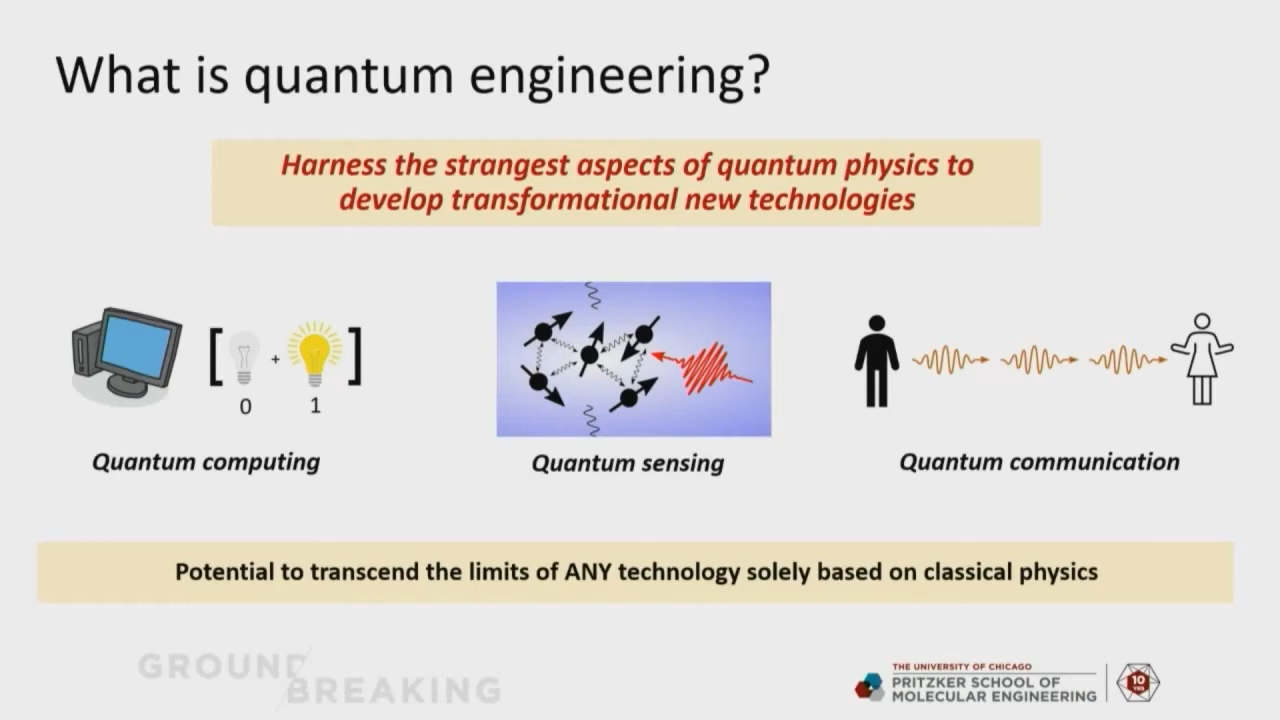 What is quantum engineering?
Harness the strangest aspects of quantum physics to
develop transformational new technologies
[ + ]
0 1
Quantum computing
Quantum sensing
Quantum communication
Potential to transcend the limits of ANY technology solely based on classical physics
GROUND/
BREAKING
THE UNIVERSITY OF CHICAGO
PRITZKER SCHOOL OF
MOLECULAR ENGINEERING
10
YRS